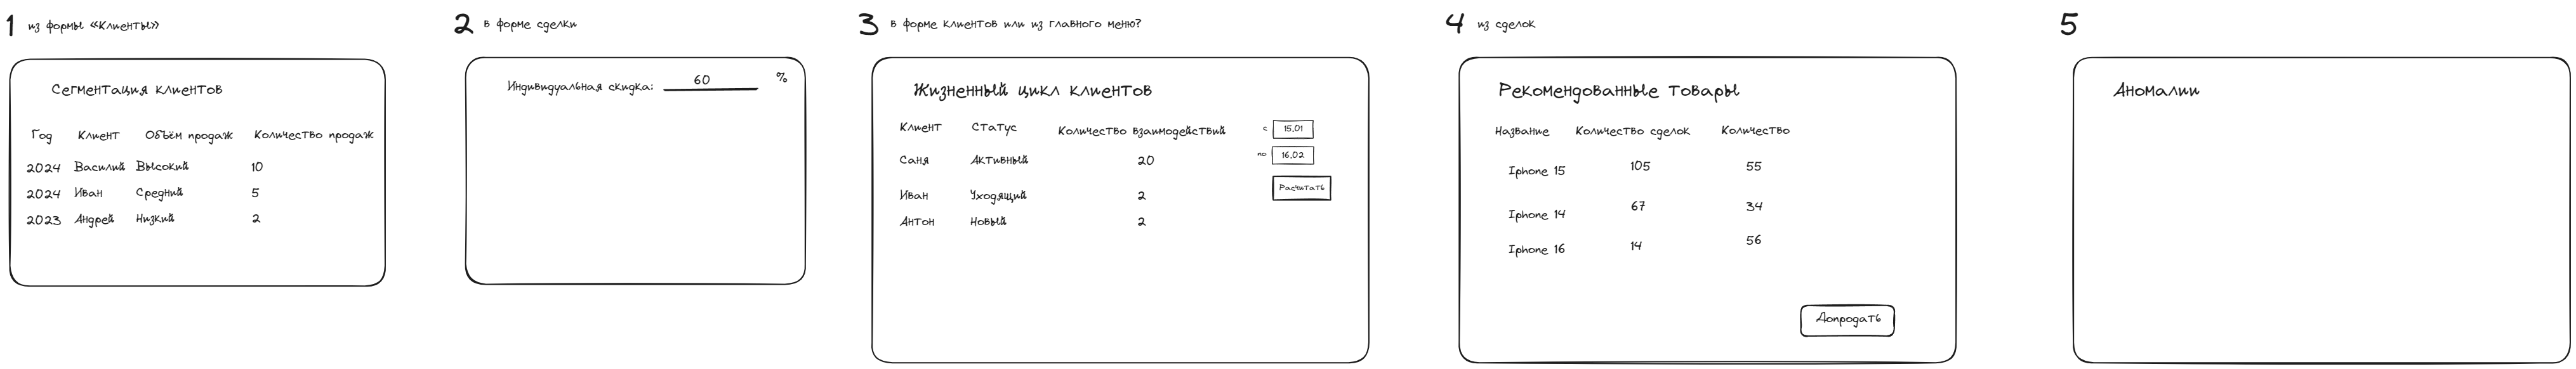 1 из формы «Клиенты»
Сегментация клиентов
Год Клиент Объём продаж Количество продаж
2024 Василий Высокий 10
2024 Иван Средний 5
2023 Андрей Низкий 2
2 в форме сделки
Индивидуальная скидка: 60 %
3 в форме клиентов или из главного меню?
Жизненный цикл клиентов
Клиент Статус Количество взаимодействий
Саня Активный 20
Иван Уходящий 2
Антон Новый 2
с 15.01
по 16.02
Расчитать
4 из сделок
Рекомендованные товары
Название Количество сделок Количество
Iphone 15 105 55
Iphone 14 67 34
Iphone 16 14 56
Допродать
5
Аномалии